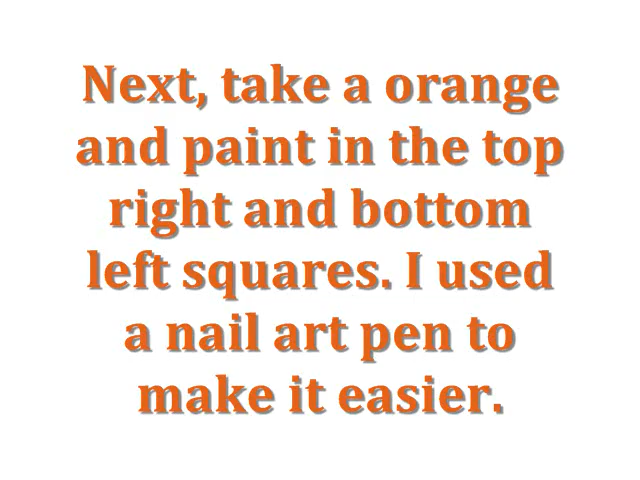 Next, take a orange
and paint in the top
right and bottom
left squares. I used
a nail art pen to
make it easier.